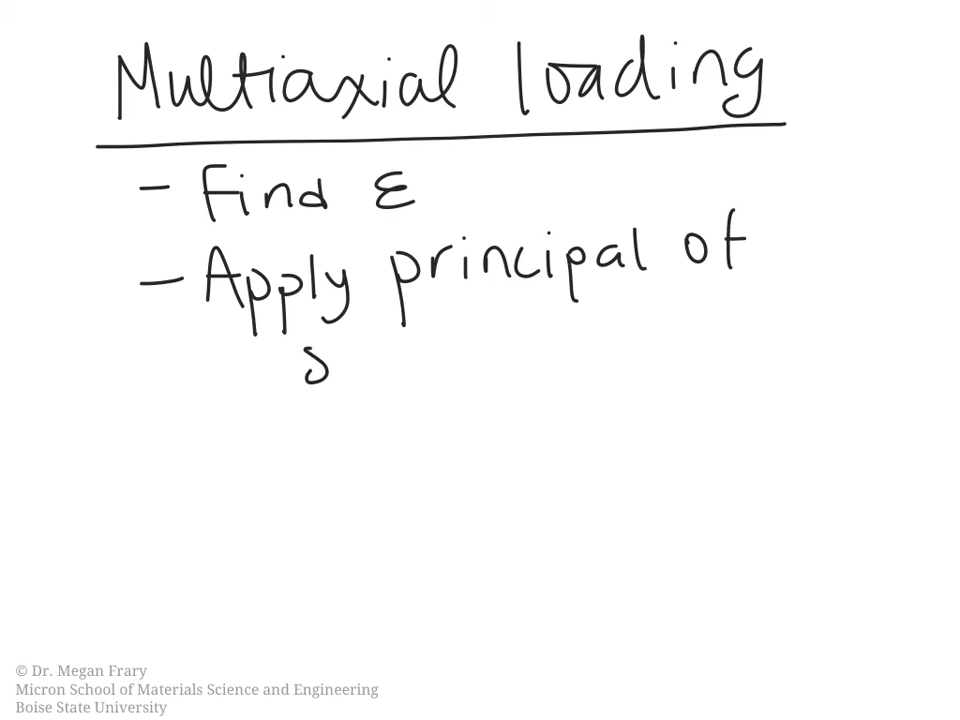 Multiaxial loading
- Find ε
- Apply principal of
s
© Dr. Megan Frary
Micron School of Materials Science and Engineering
Boise State University